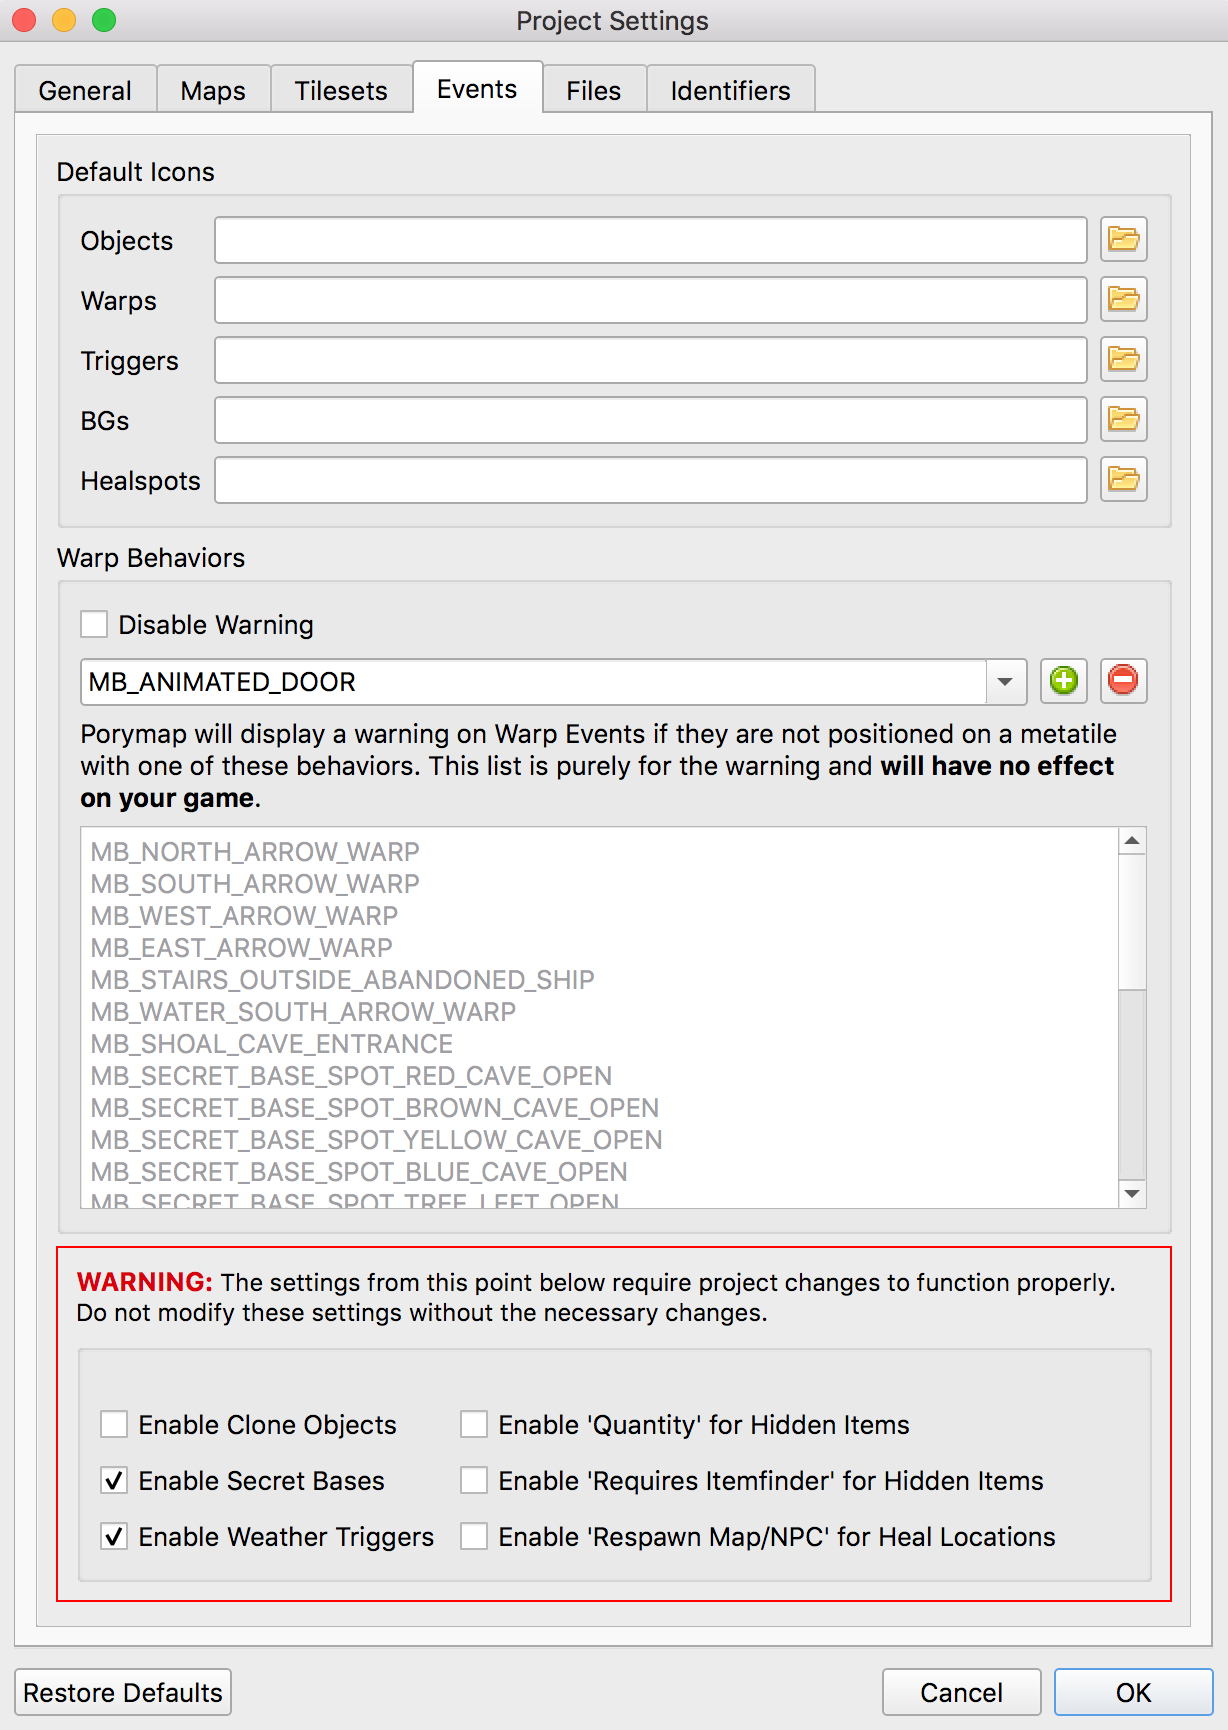 Project Settings
General Maps Tilesets Events Files Identifiers
Default Icons
Objects
Warps
Triggers
BGs
Healspots
Warp Behaviors
Disable Warning
MB_ANIMATED_DOOR
Porymap will display a warning on Warp Events if they are not positioned on a metatile
with one of these behaviors. This list is purely for the warning and will have no effect
on your game.
MB_NORTH_ARROW_WARP
MB_SOUTH_ARROW_WARP
MB_WEST_ARROW_WARP
MB_EAST_ARROW_WARP
MB_STAIRS_OUTSIDE_ABANDONED_SHIP
MB_WATER_SOUTH_ARROW_WARP
MB_SHOAL_CAVE_ENTRANCE
MB_SECRET_BASE_SPOT_RED_CAVE_OPEN
MB_SECRET_BASE_SPOT_BROWN_CAVE_OPEN
MB_SECRET_BASE_SPOT_YELLOW_CAVE_OPEN
MB_SECRET_BASE_SPOT_BLUE_CAVE_OPEN
MB_SECRET_BASE_SPOT_TREE_LEFT_OPEN
WARNING: The settings from this point below require project changes to function properly.
Do not modify these settings without the necessary changes.
Enable Clone Objects Enable 'Quantity' for Hidden Items
Enable Secret Bases Enable 'Requires Itemfinder' for Hidden Items
Enable Weather Triggers Enable 'Respawn Map/NPC' for Heal Locations
Restore Defaults Cancel OK